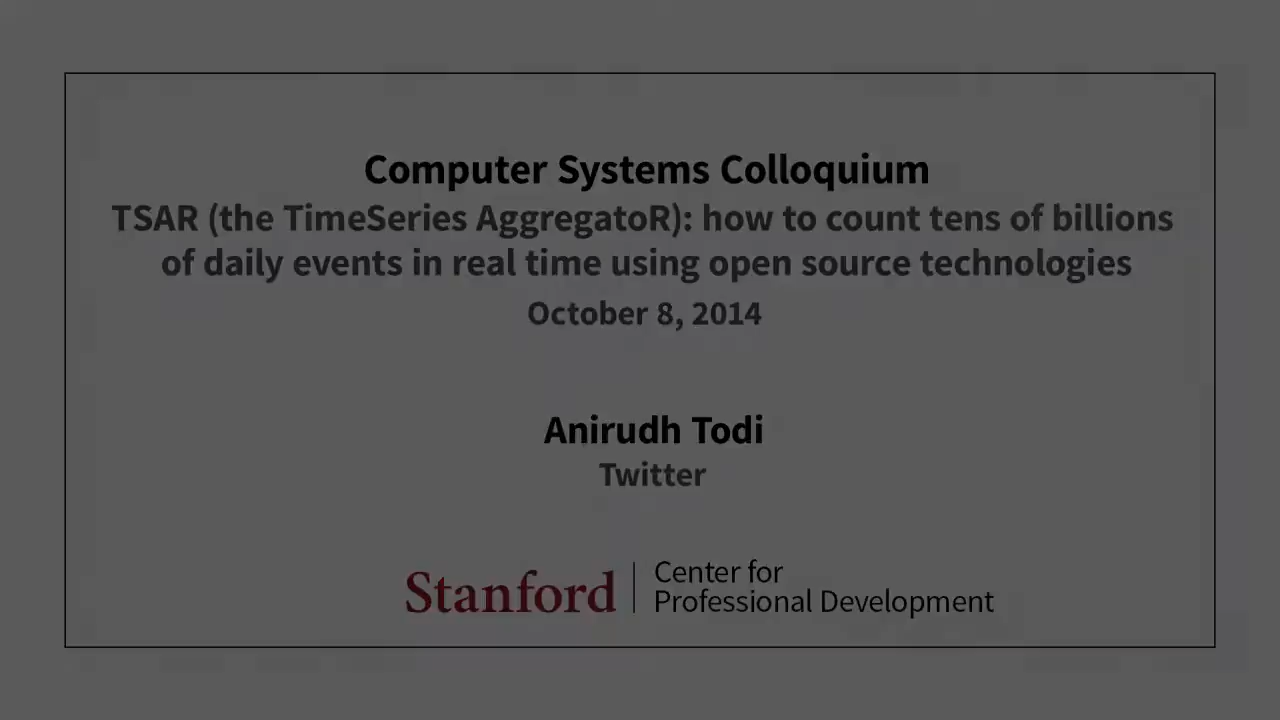 Computer Systems Colloquium
TSAR (the TimeSeries AggregatoR): how to count tens of billions
of daily events in real time using open source technologies
October 8, 2014
Anirudh Todi
Twitter
Stanford
Center for
Professional Development